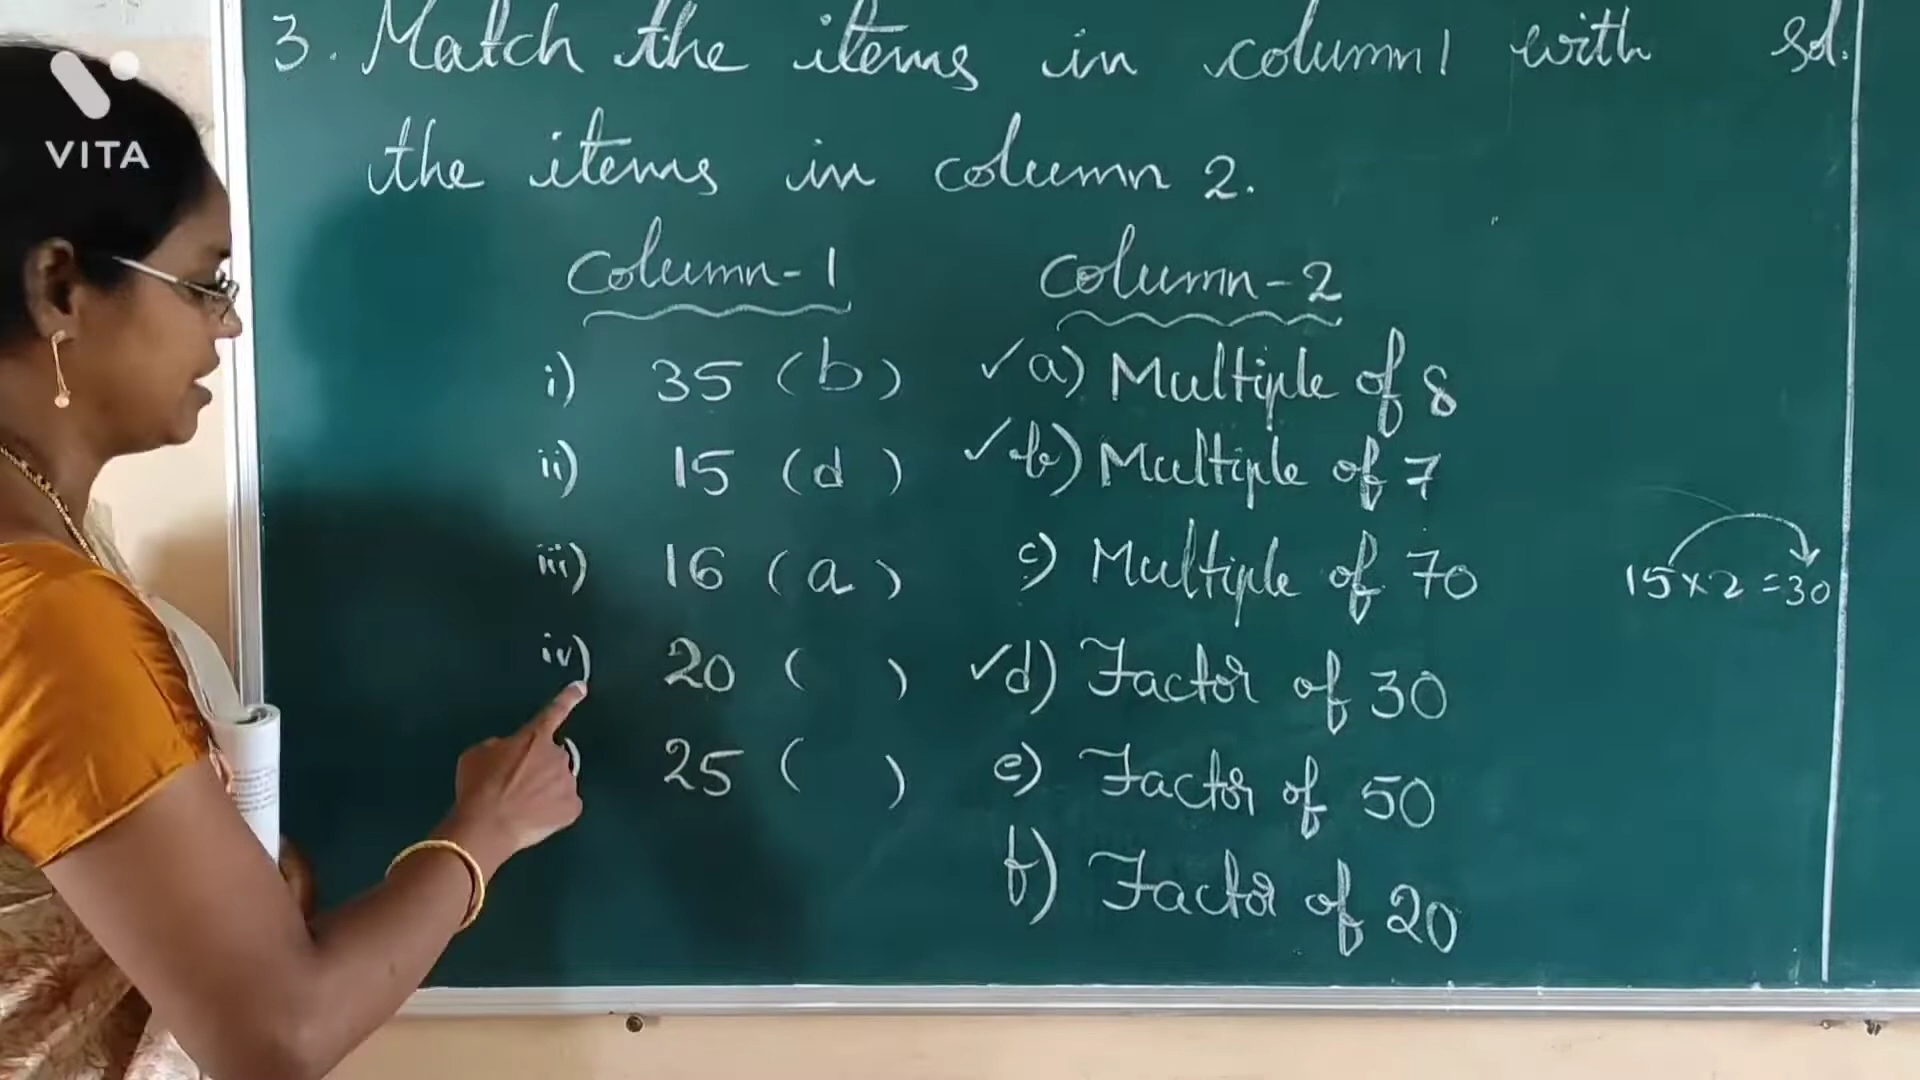 VITA
3. Match the items in column 1 with
the items in column 2.
Column-1 Column-2
i) 35 (b) ✓a) Multiple of 8
ii) 15 (d) ✓b) Multiple of 7
iii) 16 (a) c) Multiple of 70
iv) 20 ( ) ✓d) Factor of 30
) 25 ( ) e) Factor of 50
f) Factor of 20
Sol.
15 x 2 = 30